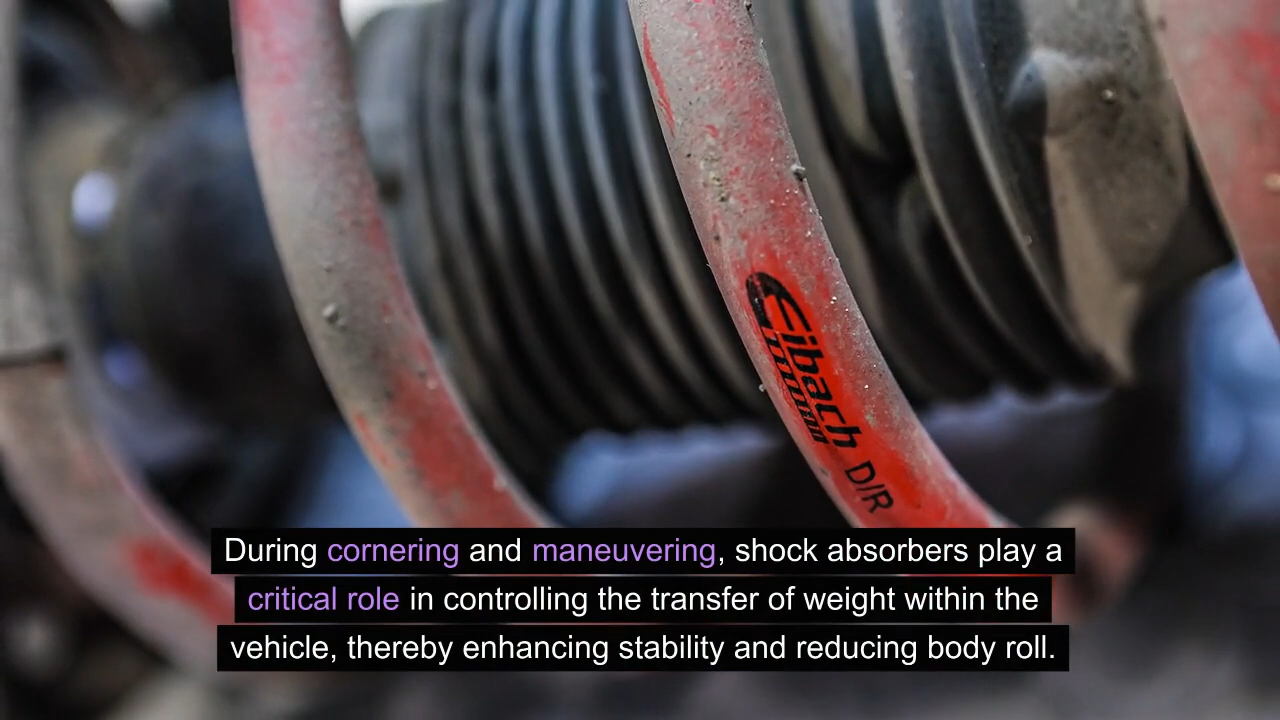 Eibach
D/R
During cornering and maneuvering, shock absorbers play a
critical role in controlling the transfer of weight within the
vehicle, thereby enhancing stability and reducing body roll.